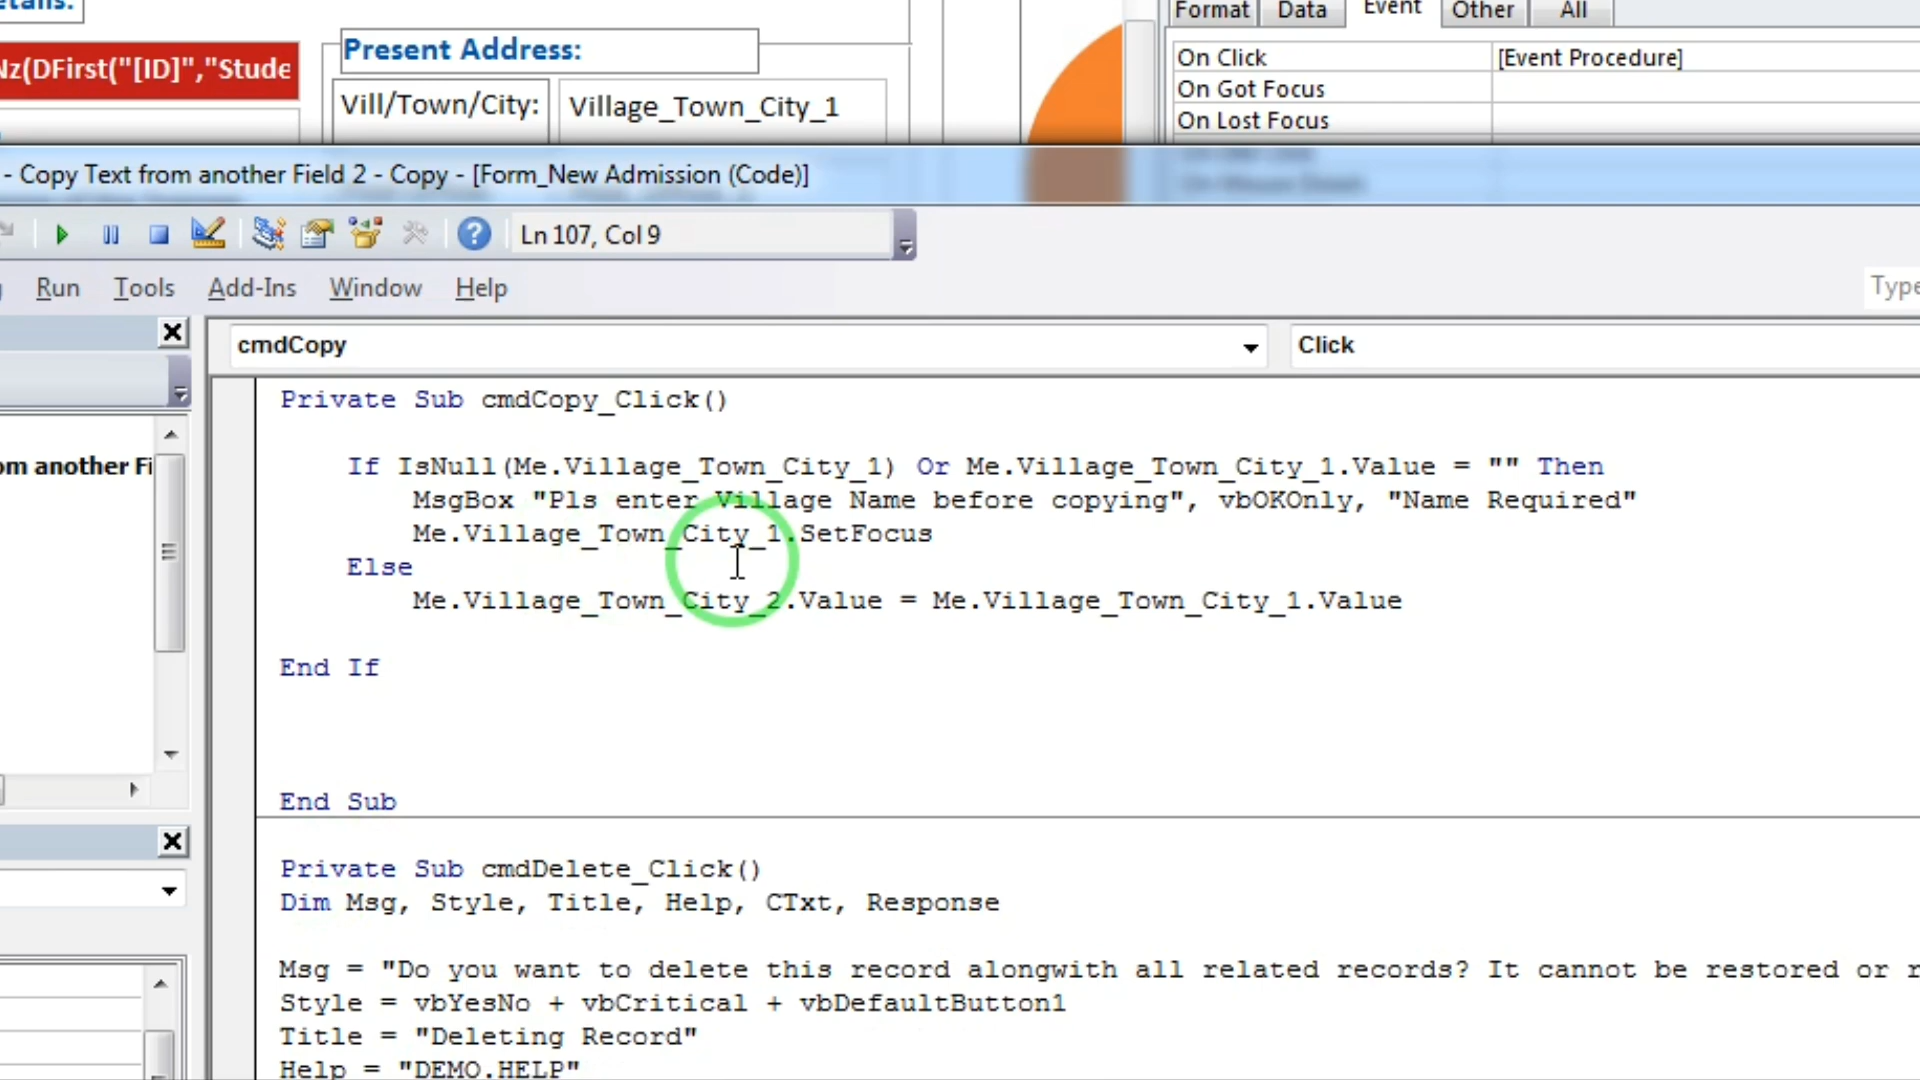 Format Data Event Other All
Nz(DFirst("[ID]","Stude
Present Address:
On Click [Event Procedure]
Vill/Town/City: Village_Town_City_1
On Got Focus
On Lost Focus
- Copy Text from another Field 2 - Copy - [Form_New Admission (Code)]
Ln 107, Col 9
Run Tools Add-Ins Window Help
Type
cmdCopy Click
Private Sub cmdCopy_Click()
If IsNull(Me.Village_Town_City_1) Or Me.Village_Town_City_1.Value = "" Then
MsgBox "Pls enter Village Name before copying", vbOKOnly, "Name Required"
om another Fi
Me.Village_Town_City_1.SetFocus
Else
Me.Village_Town_City_2.Value = Me.Village_Town_City_1.Value
End If
End Sub
Private Sub cmdDelete_Click()
Dim Msg, Style, Title, Help, CTxt, Response
Msg = "Do you want to delete this record alongwith all related records? It cannot be restored or r
Style = vbYesNo + vbCritical + vbDefaultButton1
Title = "Deleting Record"
Help = "DEMO.HELP"